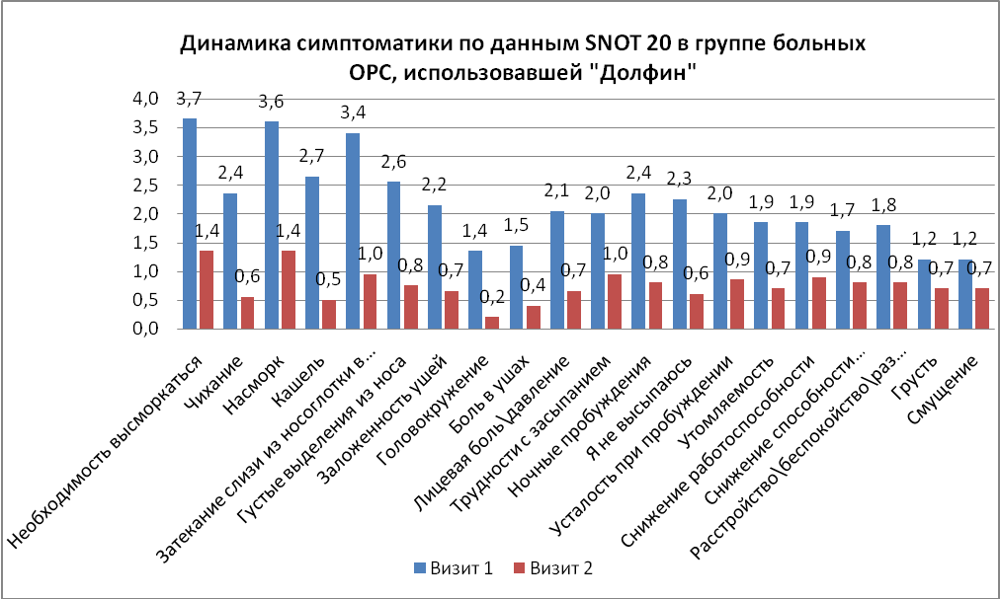 Динамика симптоматики по данным SNOT 20 в группе больных
ОРС, использовавшей "Долфин"
4,0
3,5
3,0
2,5
2,0
1,5
1,0
0,5
0,0
3,7
2,4
3,6
2,7
3,4
2,6
2,2
1,4
1,5
2,1
2,0
2,4
2,3
2,0
1,9
1,9
1,7
1,8
1,2
1,2
1,4
0,6
1,4
0,5
1,0
0,8
0,7
0,2
0,4
0,7
1,0
0,8
0,6
0,9
0,7
0,9
0,8
0,8
0,7
0,7
Необходимость высморкаться
Чихание
Насморк
Кашель
Затекание слизи из носоглотки в...
Густые выделения из носа
Заложенность ушей
Головокружение
Боль в ушах
Лицевая боль\давление
Трудности с засыпанием
Ночные пробуждения
Я не высыпаюсь
Усталость при пробуждении
Утомляемость
Снижение работоспособности
Снижение способности...
Расстройство\беспокойство\раз...
Грусть
Смущение
Визит 1
Визит 2